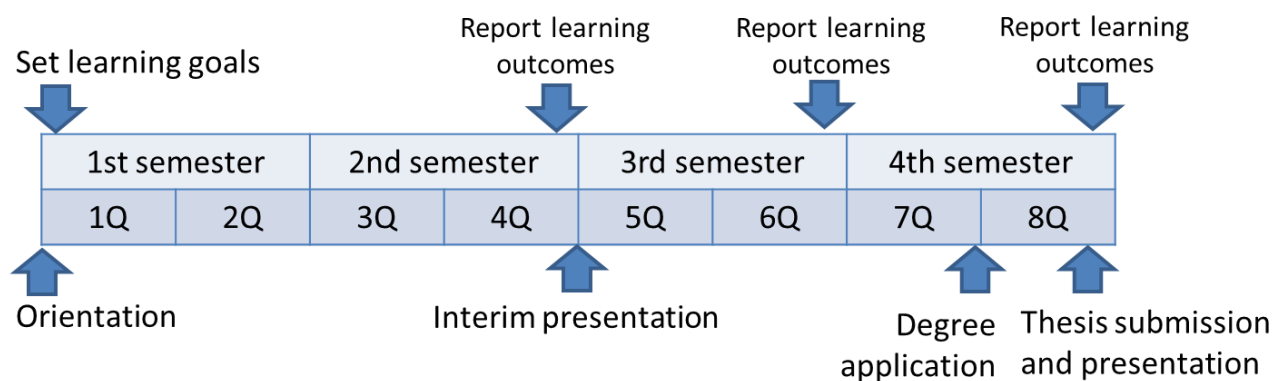 Set learning goals
Report learning
outcomes
Report learning
outcomes
Report learning
outcomes
1st semester
2nd semester
3rd semester
4th semester
1Q
2Q
3Q
4Q
5Q
6Q
7Q
8Q
Orientation
Interim presentation
Degree
application
Thesis submission
and presentation